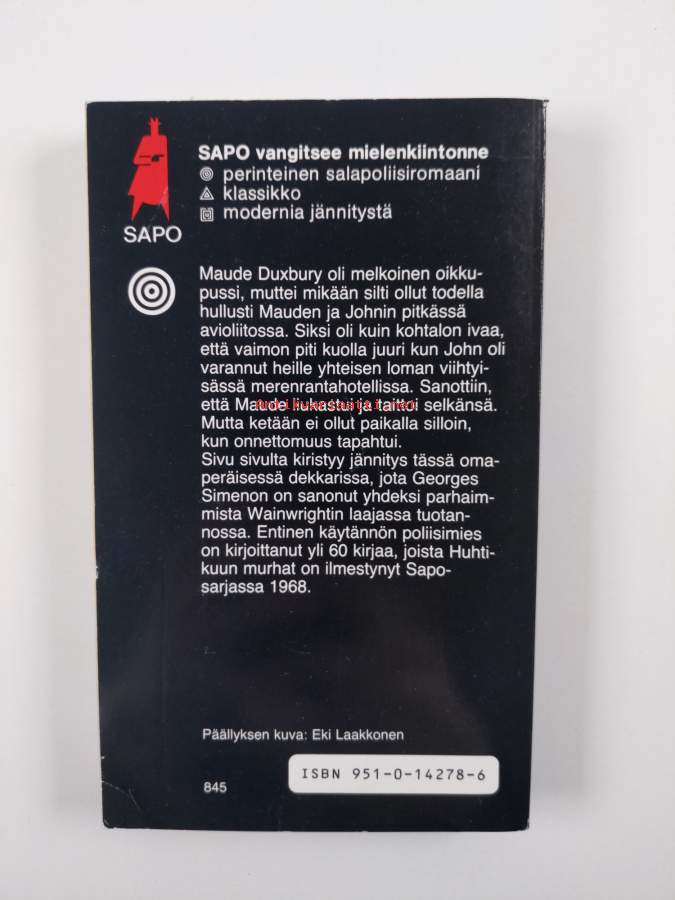 SAPO vangitsee mielenkiintonne
perinteinen salapoliisiromaani
klassikko
modernia jännitystä
SAPO
Maude Duxbury oli melkoinen oikku-
pussi, muttei mikään silti ollut todella
hullusti Mauden ja Johnin pitkässä
avioliitossa. Siksi oli kuin kohtalon ivaa,
että vaimon piti kuolla juuri kun John oli
varannut heille yhteisen loman viihtyi-
sässä merenrantahotellissa. Sanottiin,
että Maude liukastui ja taittoi selkänsä.
Antikvariaatti.net
Mutta ketään ei ollut paikalla silloin,
kun onnettomuus tapahtui.
Sivu sivulta kiristyy jännitys tässä oma-
peräisessä dekkarissa, jota Georges
Simenon on sanonut yhdeksi parhaim-
mista Wainwrightin laajassa tuotan-
nossa. Entinen käytännön poliisimies
on kirjoittanut yli 60 kirjaa, joista Huhti-
kuun murhat on ilmestynyt Sapo-
sarjassa 1968.
Päällyksen kuva: Eki Laakkonen
ISBN 951-0-14278-6
845